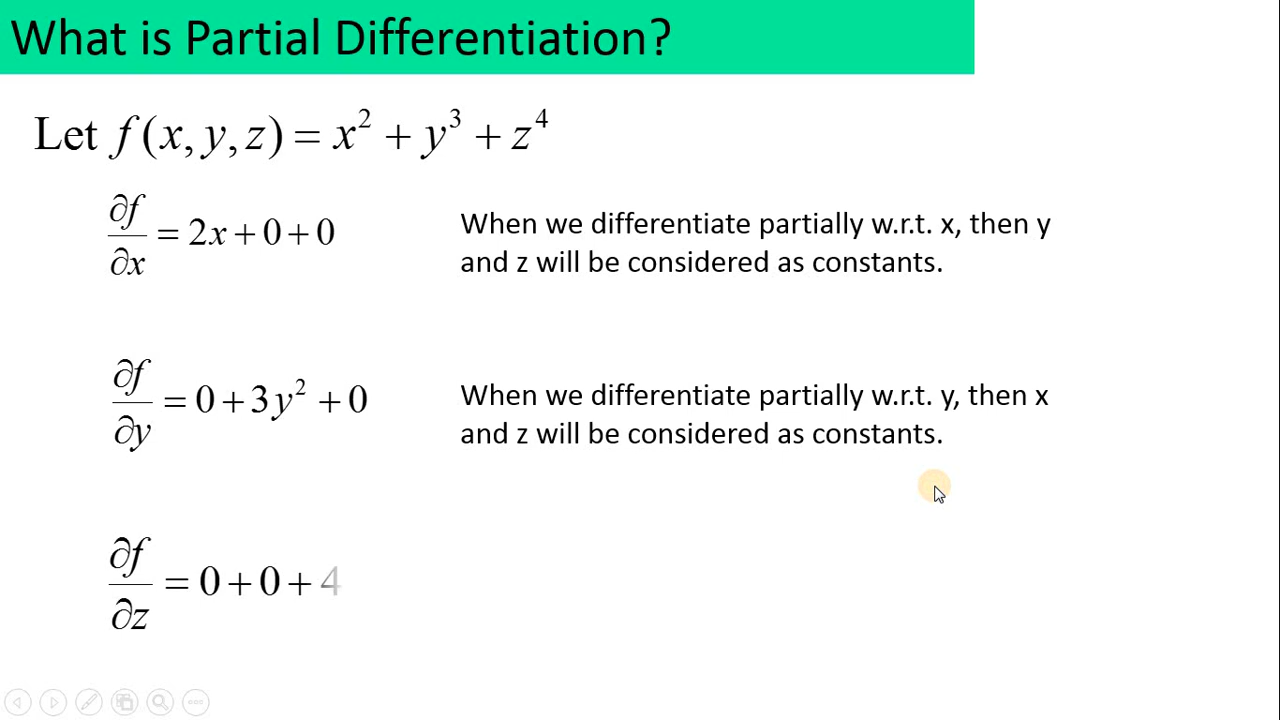 What is Partial Differentiation?
Let f(x, y, z) = x² + y³ + z⁴
∂f/∂x = 2x + 0 + 0
When we differentiate partially w.r.t. x, then y
and z will be considered as constants.
∂f/∂y = 0 + 3y² + 0
When we differentiate partially w.r.t. y, then x
and z will be considered as constants.
∂f/∂z = 0 + 0 + 4